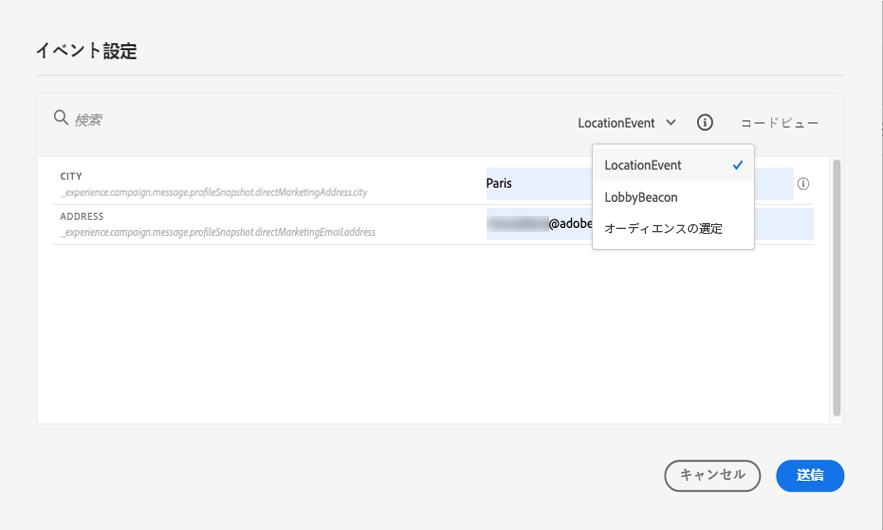 イベント設定
検索
LocationEvent
コードビュー
LocationEvent
LobbyBeacon
オーディエンスの選定
CITY
_experience.campaign.message.profileSnapshot.directMarketingAddress.city
Paris
ADDRESS
_experience.campaign.message.profileSnapshot.directMarketingEmail.address
@adobe
キャンセル
送信